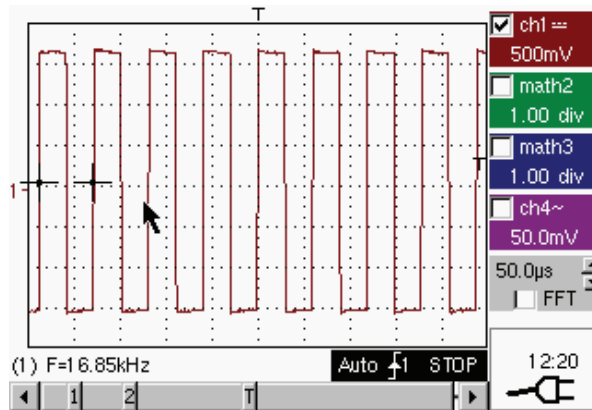 T
ch1
500mV
math2
1.00 div
math3
1.00 div
ch4~
50.0mV
50.0µs
FFT
1
T
(1) F=16.85kHz
Auto 1 STOP
12:20
1 2 T